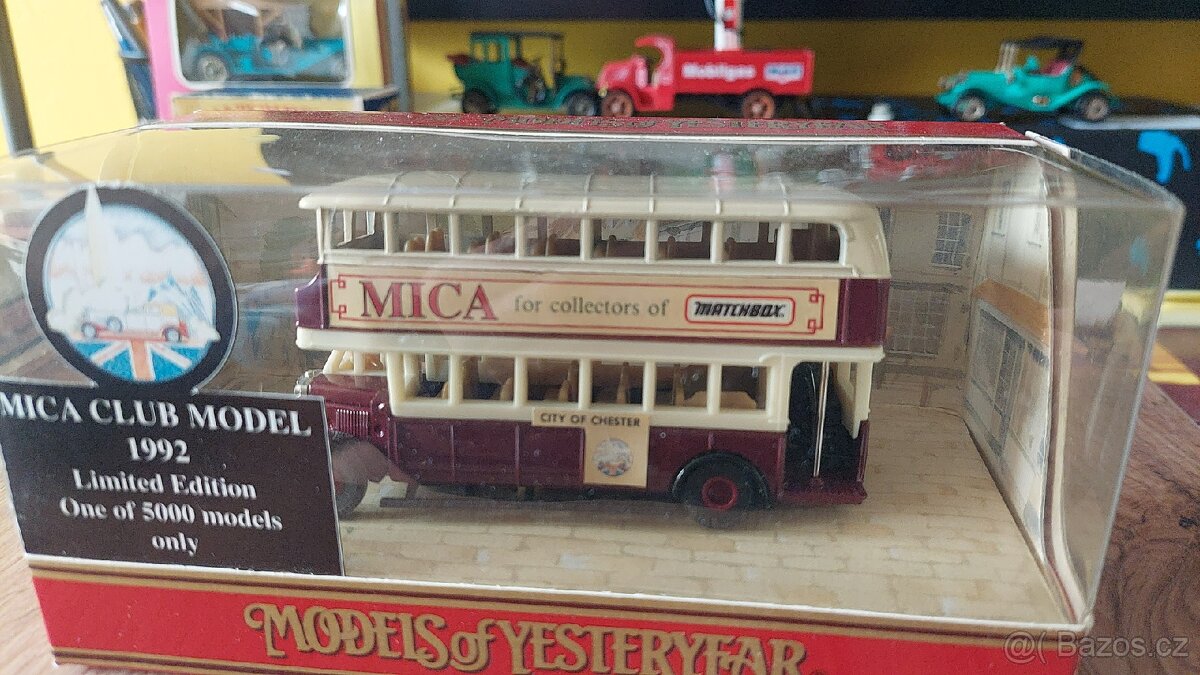 Mobilgas
MICA for collectors of MATCHBOX
CITY OF CHESTER
MICA CLUB MODEL
1992
Limited Edition
One of 5000 models
only
MODELS of YESTERYEAR
@( Bazos.cz